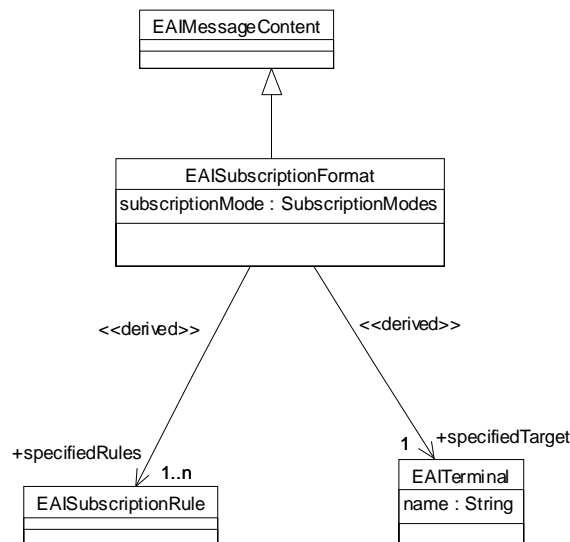 EAIMessageContent
EAISubscriptionFormat
subscriptionMode : SubscriptionModes
<<derived>>
<<derived>>
+specifiedRules
1..n
1
+specifiedTarget
EAISubscriptionRule
EAITerminal
name : String